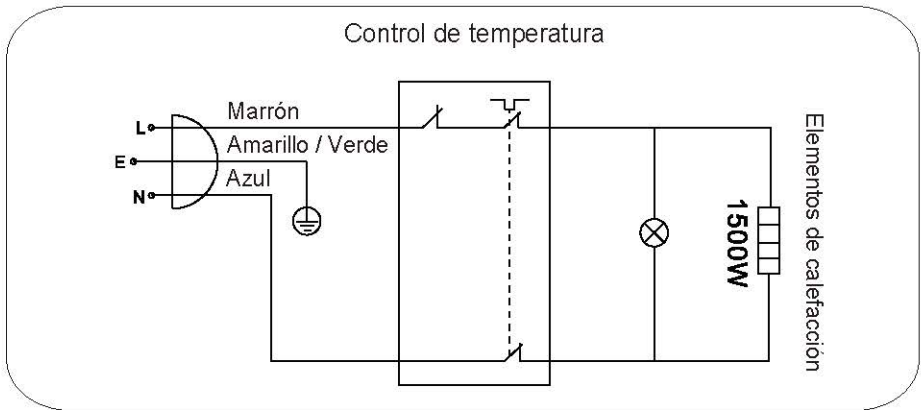 Control de temperatura
Marrón
L
Amarillo / Verde
E
Azul
N
1500W
Elementos de calefacción